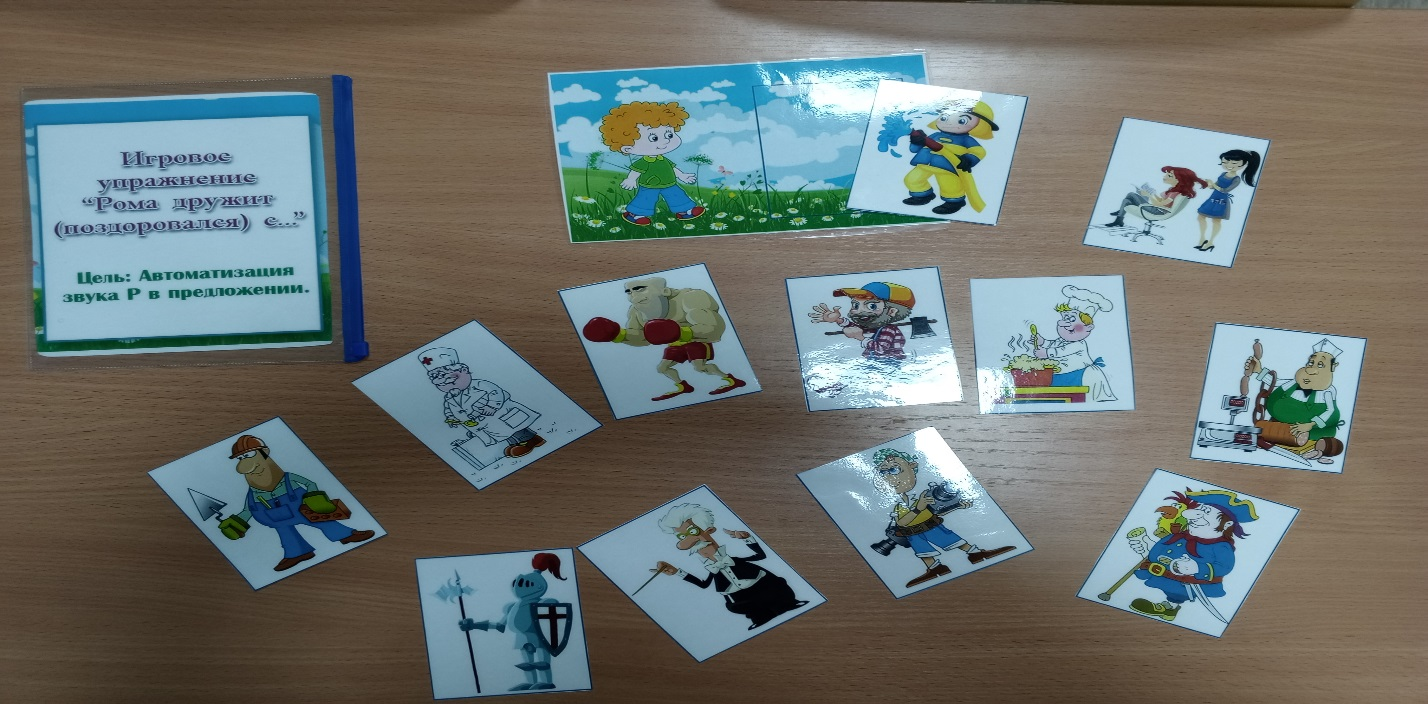 Игровое
упражнение
“Рома дружит
(поздоровался) с...”
Цель: Автоматизация
звука Р в предложении.